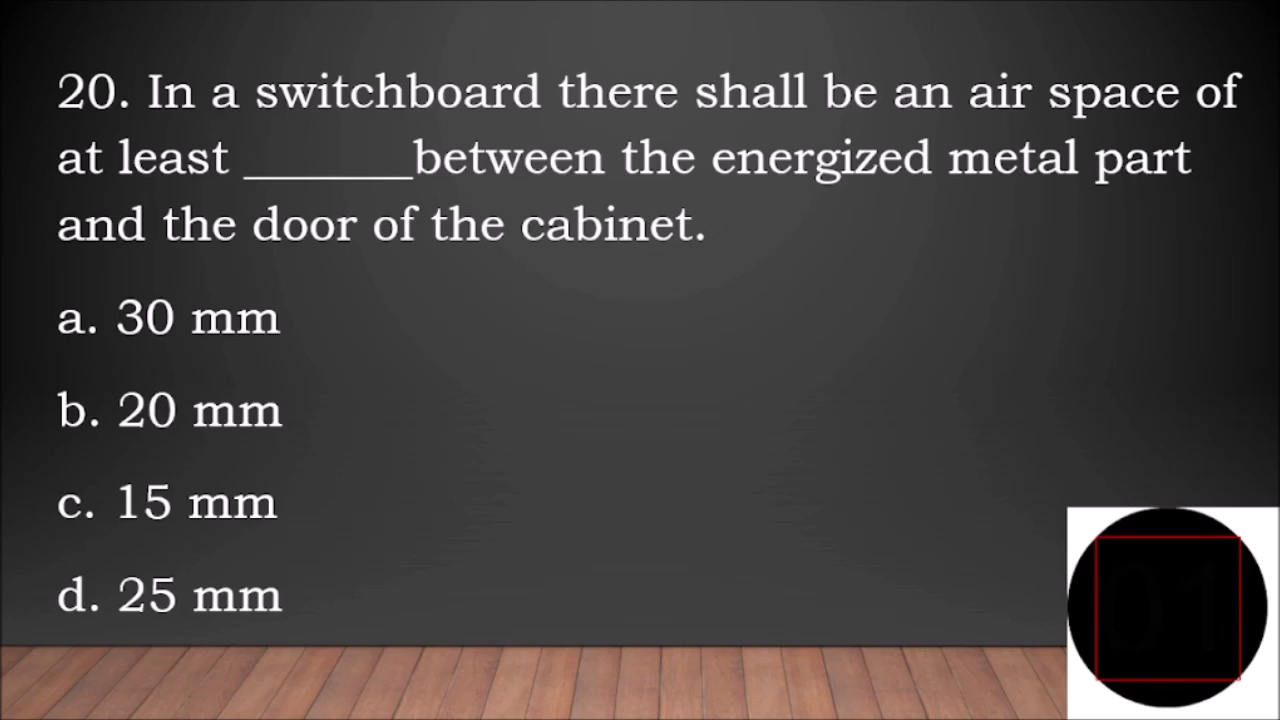 20. In a switchboard there shall be an air space of
at least _______between the energized metal part
and the door of the cabinet.
a. 30 mm
b. 20 mm
c. 15 mm
d. 25 mm